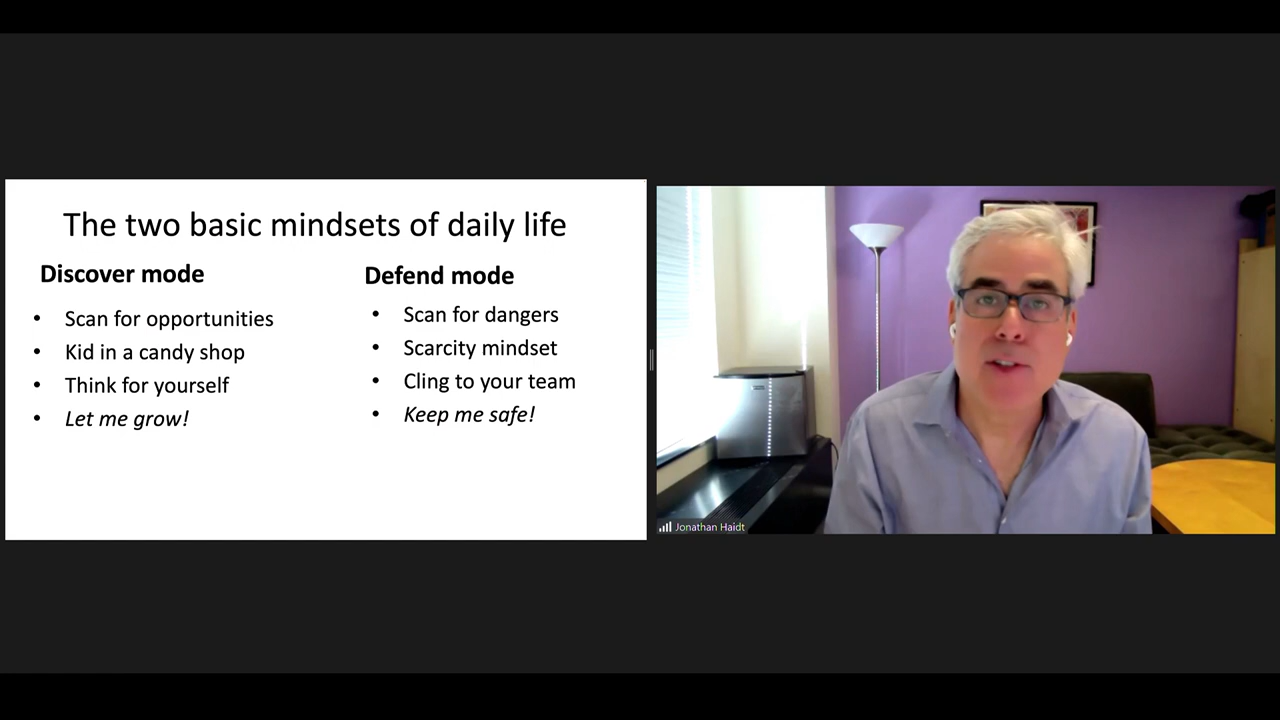 The two basic mindsets of daily life
Discover mode
• Scan for opportunities
• Kid in a candy shop
• Think for yourself
• Let me grow!
Defend mode
• Scan for dangers
• Scarcity mindset
• Cling to your team
• Keep me safe!
Jonathan Haidt